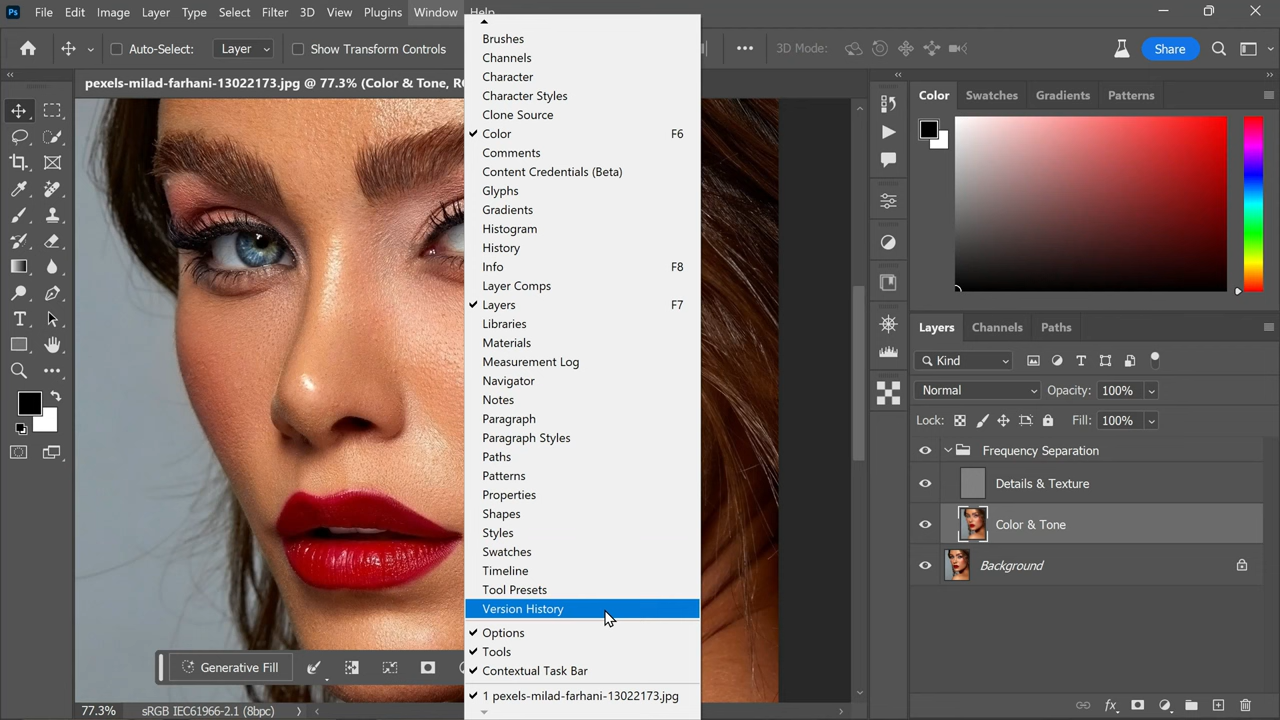 Ps File Edit Image Layer Type Select Filter 3D View Plugins Window Help
Auto-Select: Layer Show Transform Controls ••• 3D Mode: Share
pexels-milad-farhani-13022173.jpg @ 77.3% (Color & Tone, R
Brushes
Channels
Character
Character Styles
Clone Source
Color F6
Comments
Content Credentials (Beta)
Glyphs
Gradients
Histogram
History
Info F8
Layer Comps
Layers F7
Libraries
Materials
Measurement Log
Navigator
Notes
Paragraph
Paragraph Styles
Paths
Patterns
Properties
Shapes
Styles
Swatches
Timeline
Tool Presets
Version History
Options
Tools
Contextual Task Bar
1 pexels-milad-farhani-13022173.jpg
Color Swatches Gradients Patterns
Layers Channels Paths
Kind
Normal Opacity: 100%
Lock: Fill: 100%
Frequency Separation
Details & Texture
Color & Tone
Background
Generative Fill
77.3% sRGB IEC61966-2.1 (8bpc)